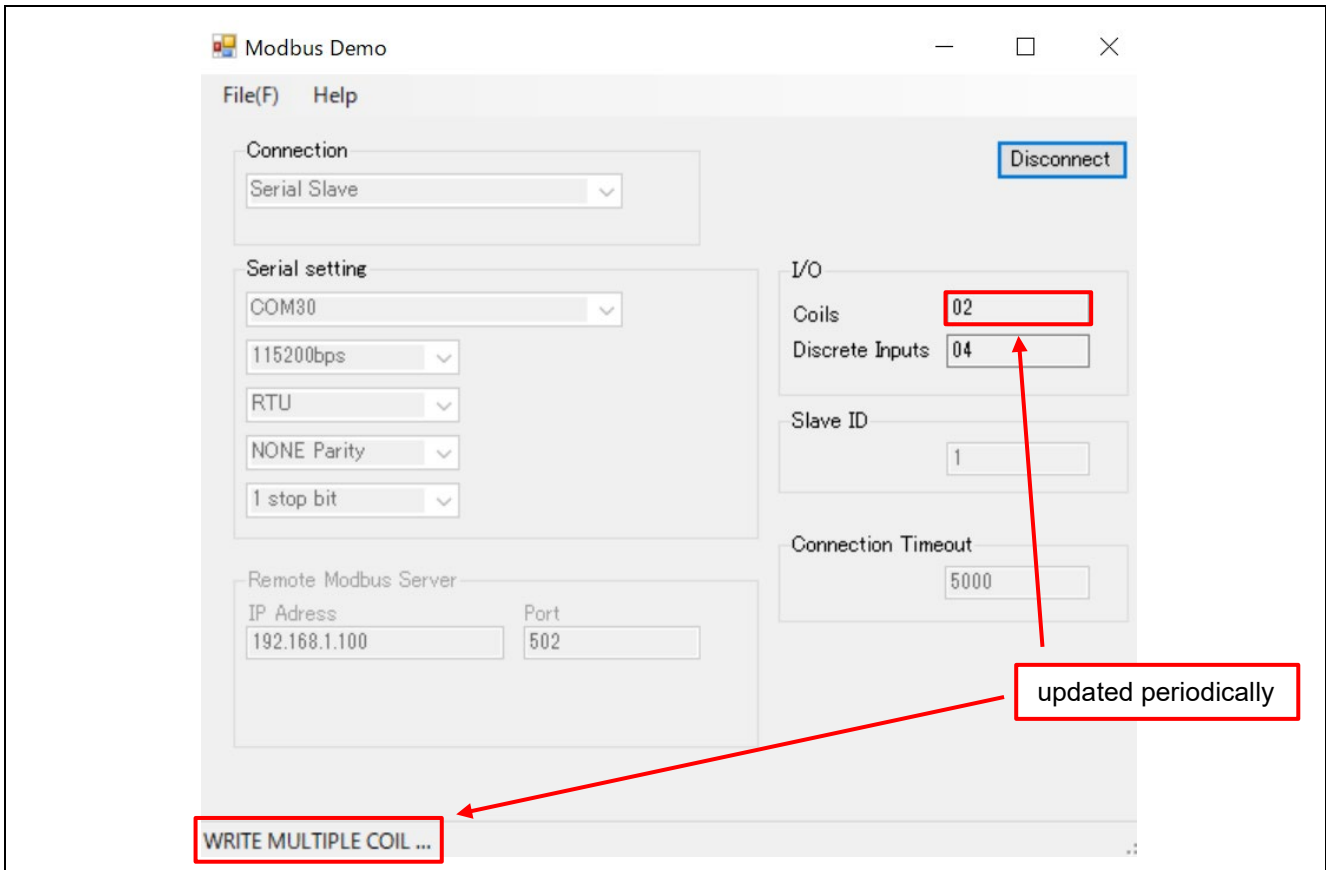 Modbus Demo
File(F) Help
Connection
Disconnect
Serial Slave
Serial setting
COM30
115200bps
RTU
NONE Parity
1 stop bit
I/O
Coils 02
Discrete Inputs 04
Slave ID
1
Connection Timeout
5000
Remote Modbus Server
IP Adress Port
192.168.1.100 502
updated periodically
WRITE MULTIPLE COIL ...